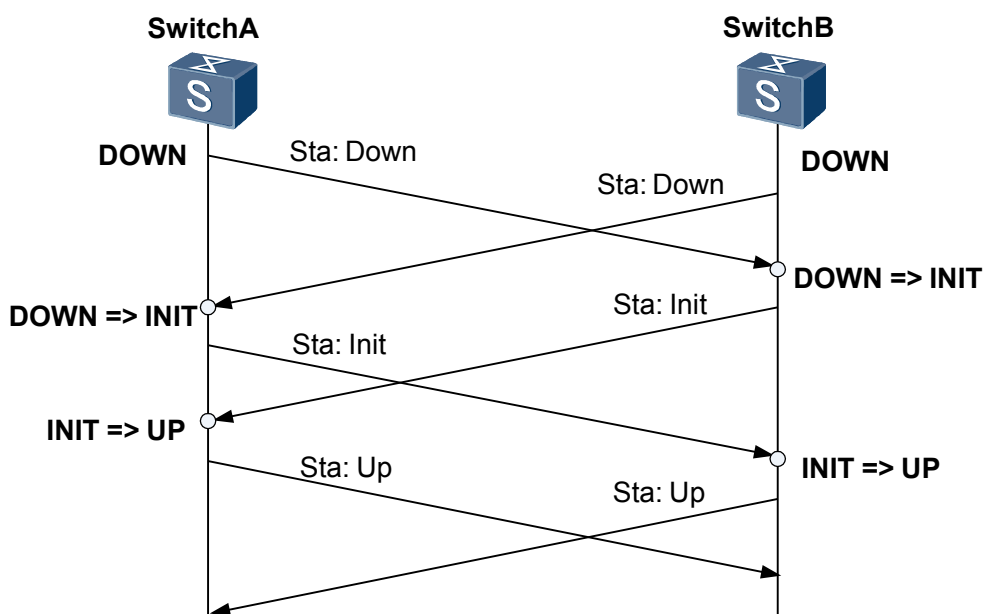 SwitchA
SwitchB
S
S
DOWN
Sta: Down
DOWN
Sta: Down
DOWN => INIT
Sta: Init
DOWN => INIT
Sta: Init
INIT => UP
INIT => UP
Sta: Up
Sta: Up